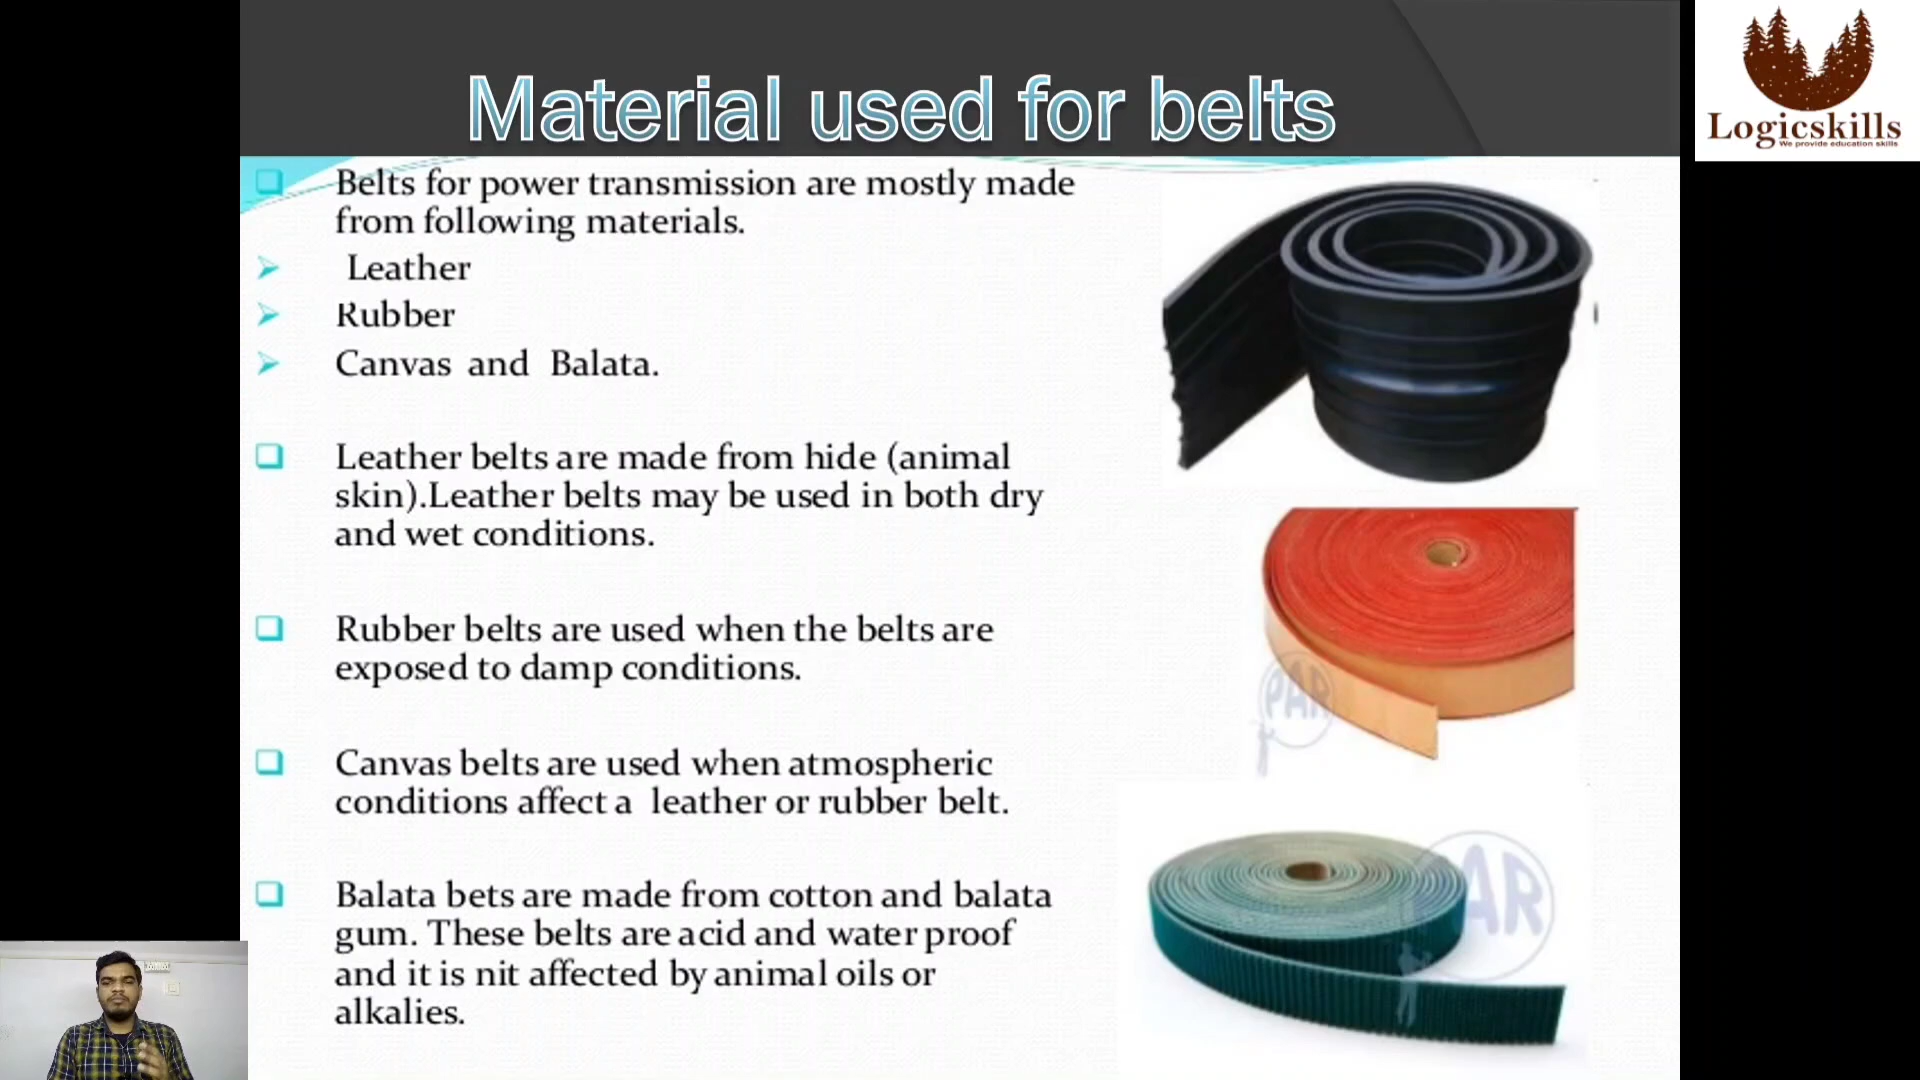 Material used for belts
Logicskills
We provide education skills
Belts for power transmission are mostly made
from following materials.
Leather
Rubber
Canvas and Balata.
Leather belts are made from hide (animal
skin).Leather belts may be used in both dry
and wet conditions.
Rubber belts are used when the belts are
exposed to damp conditions.
Canvas belts are used when atmospheric
conditions affect a leather or rubber belt.
Balata bets are made from cotton and balata
gum. These belts are acid and water proof
and it is nit affected by animal oils or
alkalies.
PAR
AR